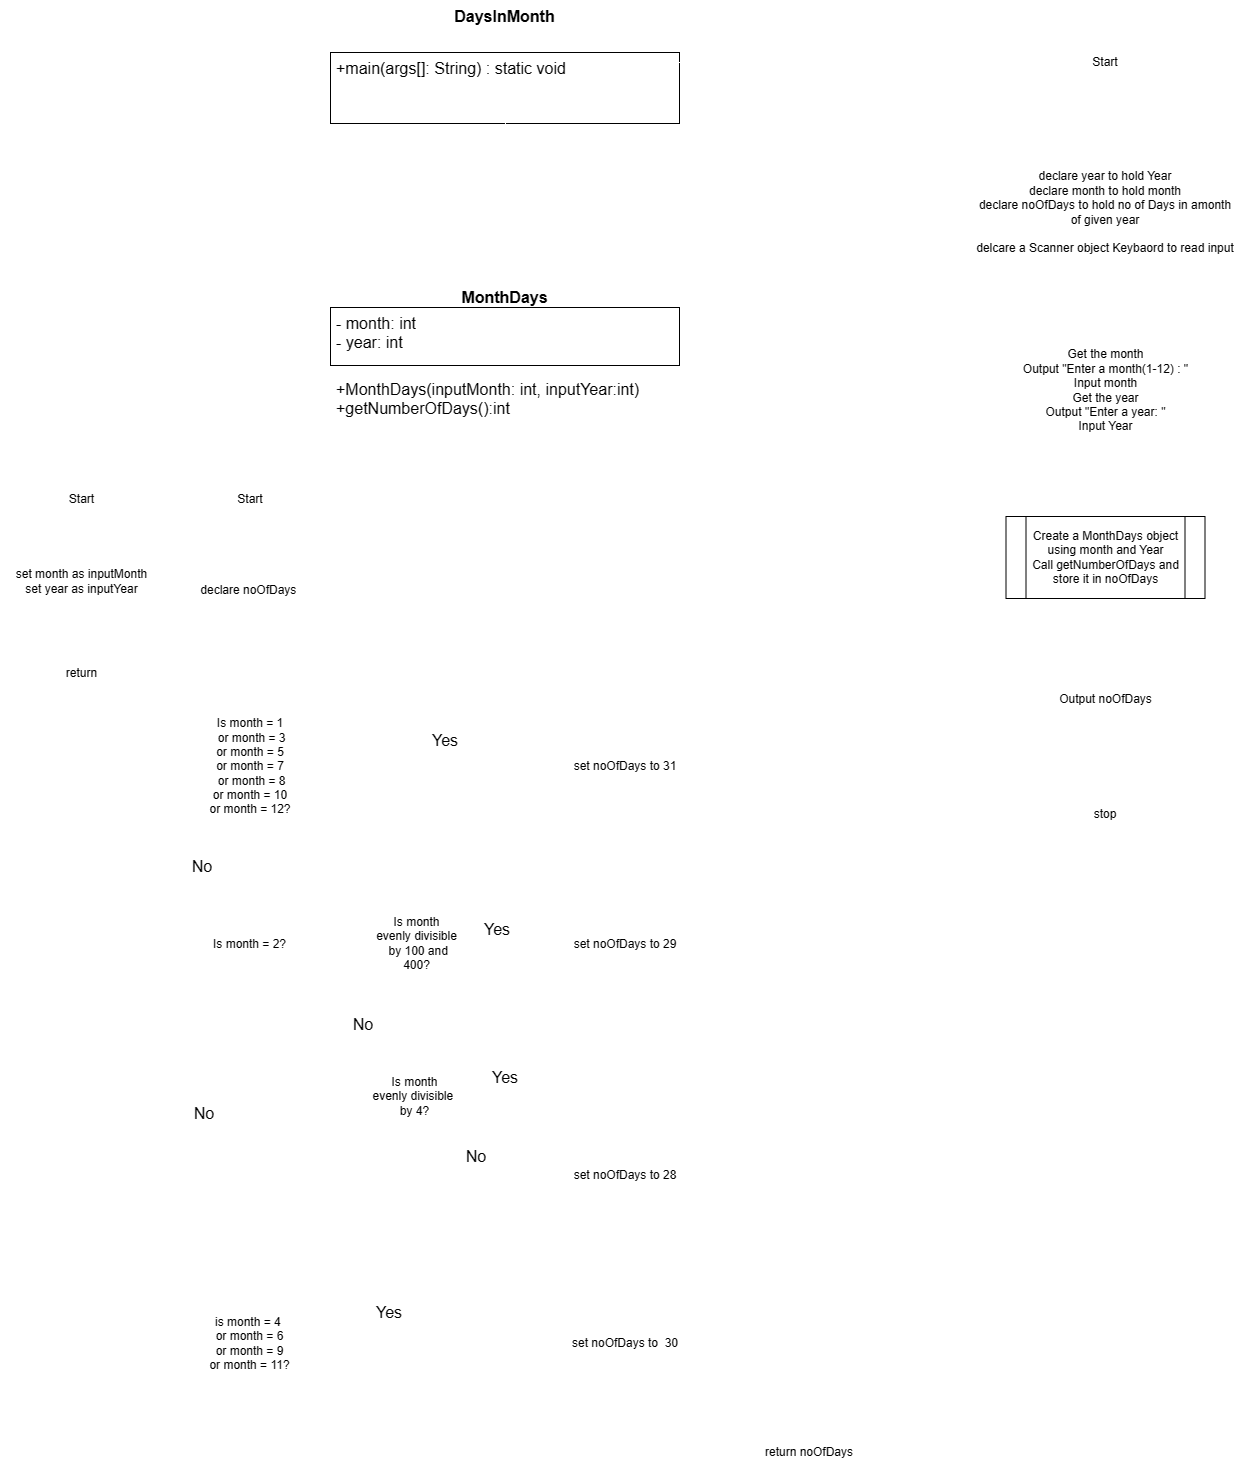 DaysInMonth
+main(args[]: String) : static void
Start
declare year to hold Year
declare month to hold month
declare noOfDays to hold no of Days in amonth
of given year
delcare a Scanner object Keybaord to read input
MonthDays
- month: int
- year: int
+MonthDays(inputMonth: int, inputYear:int)
+getNumberOfDays():int
Get the month
Output "Enter a month(1-12) : "
Input month
Get the year
Output "Enter a year: "
Input Year
Start
Start
Create a MonthDays object
using month and Year
Call getNumberOfDays and
store it in noOfDays
set month as inputMonth
set year as inputYear
declare noOfDays
return
Output noOfDays
Is month = 1
or month = 3
or month = 5
or month = 7
or month = 8
or month = 10
or month = 12?
Yes
set noOfDays to 31
stop
No
Is month = 2?
Is month
evenly divisible
by 100 and
400?
Yes
set noOfDays to 29
No
Is month
evenly divisible
by 4?
Yes
No
No
set noOfDays to 28
is month = 4
or month = 6
or month = 9
or month = 11?
Yes
set noOfDays to  30
return noOfDays